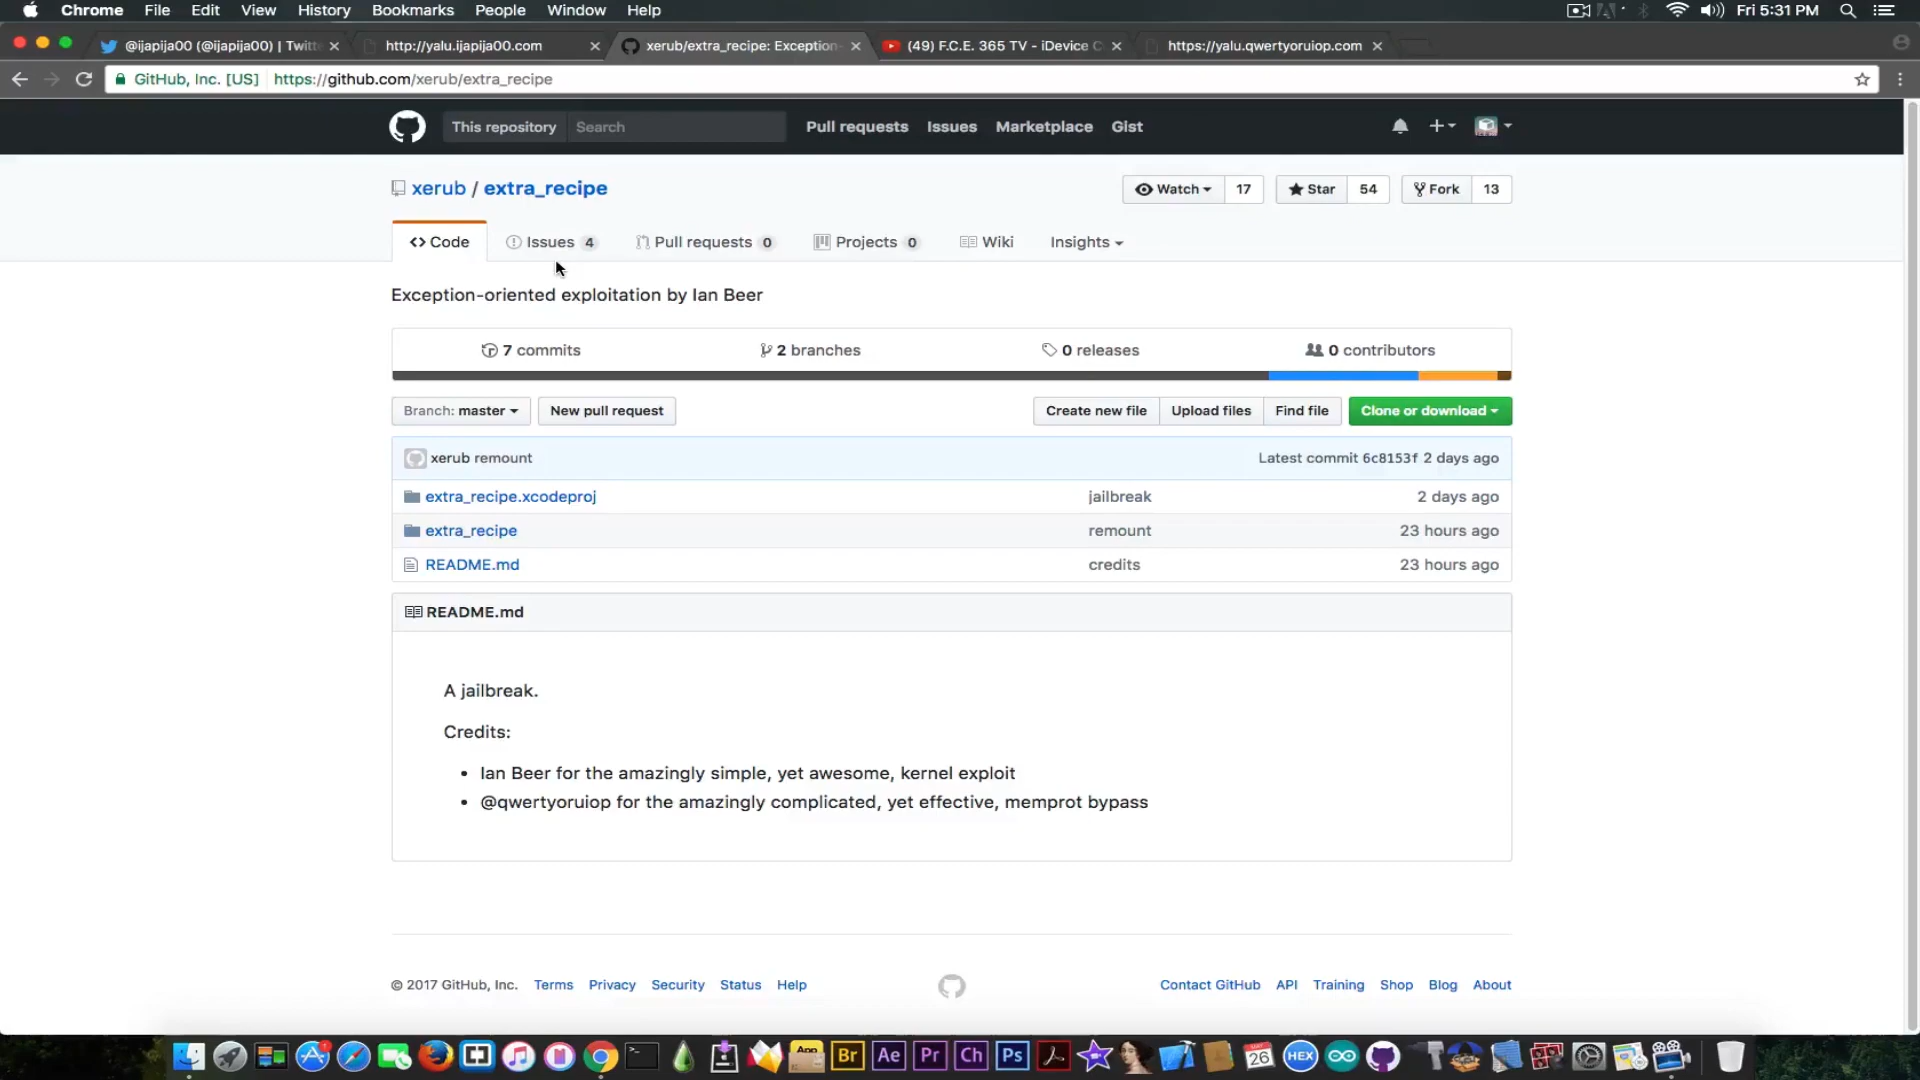 Chrome File Edit View History Bookmarks People Window Help Fri 5:31 PM
@ijapija00 (@ijapija00) | Twitt http://yalu.ijapija00.com xerub/extra_recipe: Exception- (49) F.C.E. 365 TV - iDevice C https://yalu.qwertyoruiop.com
GitHub, Inc. [US] https://github.com/xerub/extra_recipe
This repository Search Pull requests Issues Marketplace Gist
xerub / extra_recipe Watch 17 Star 54 Fork 13
Code Issues 4 Pull requests 0 Projects 0 Wiki Insights
Exception-oriented exploitation by Ian Beer
7 commits 2 branches 0 releases 0 contributors
Branch: master New pull request Create new file Upload files Find file Clone or download
xerub remount Latest commit 6c8153f 2 days ago
extra_recipe.xcodeproj jailbreak 2 days ago
extra_recipe remount 23 hours ago
README.md credits 23 hours ago
README.md
A jailbreak.
Credits:
• Ian Beer for the amazingly simple, yet awesome, kernel exploit
• @qwertyoruiop for the amazingly complicated, yet effective, memprot bypass
© 2017 GitHub, Inc. Terms Privacy Security Status Help Contact GitHub API Training Shop Blog About
App Br Ae Pr Ch Ps 26 HEX